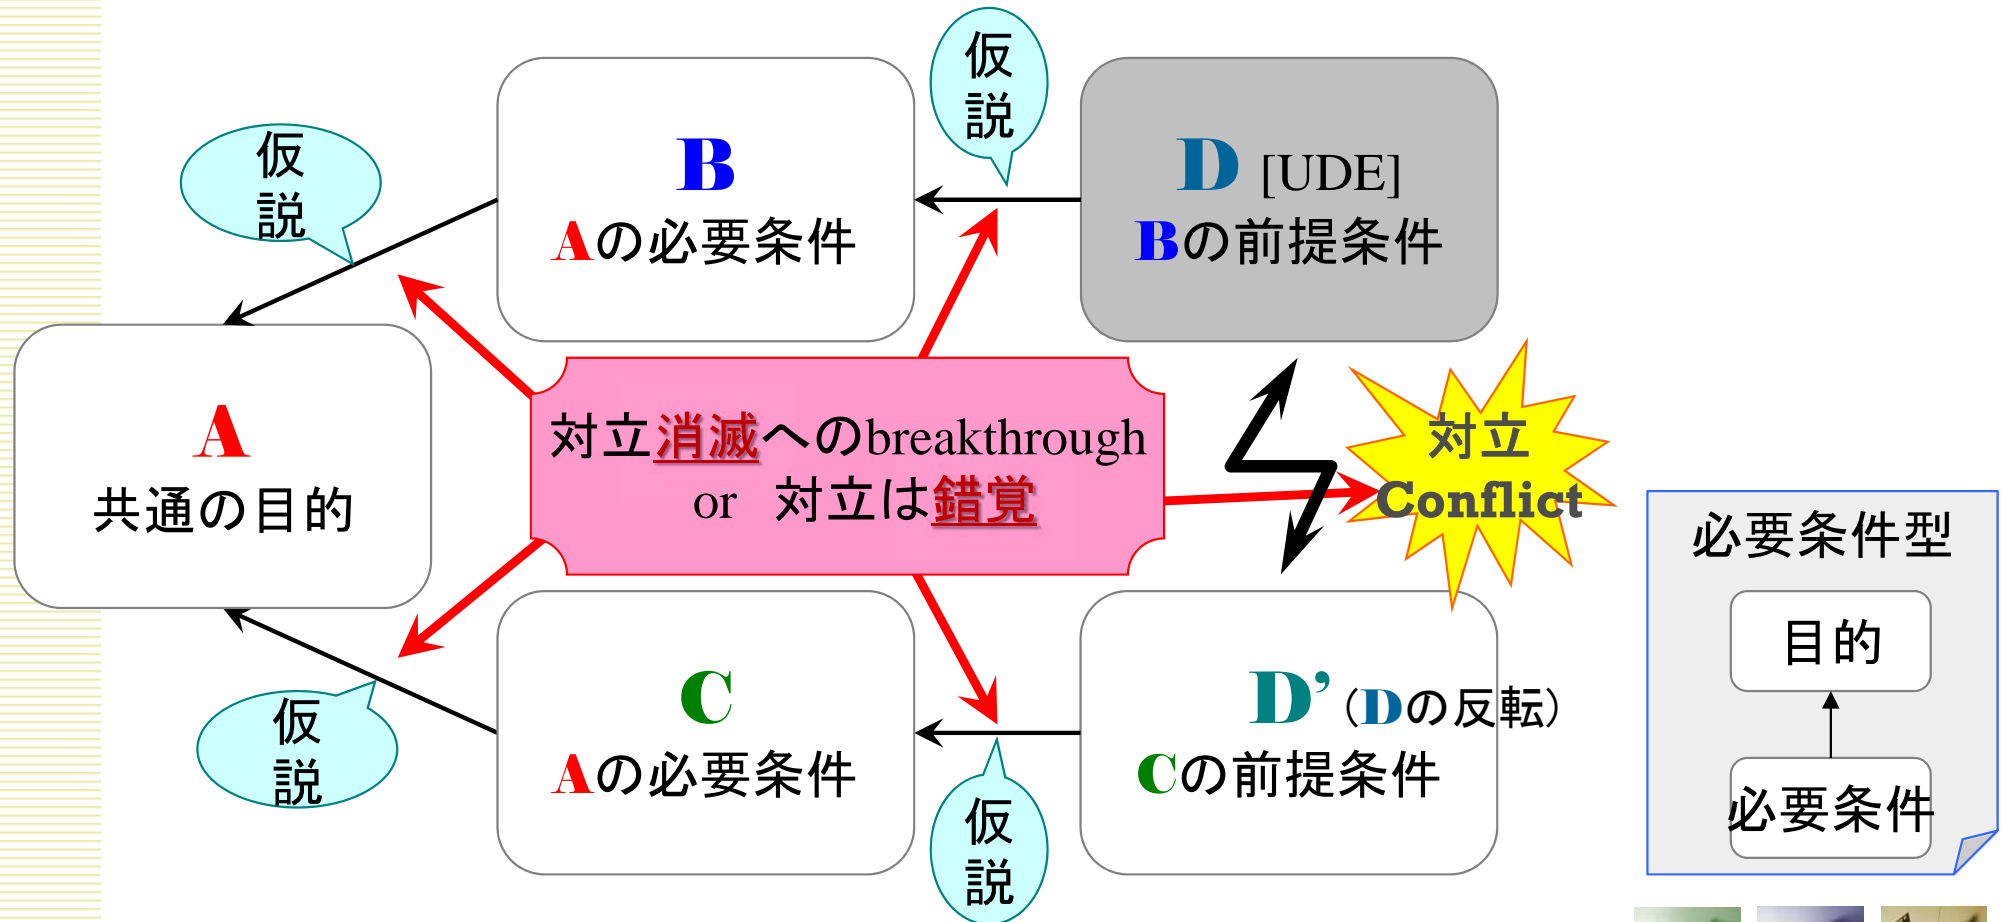 仮
説
B
Aの必要条件
仮
説
D [UDE]
Bの前提条件
A
共通の目的
対立消滅へのbreakthrough
or 対立は錯覚
対立
Conflict
仮
説
C
Aの必要条件
仮
説
D’（Dの反転）
Cの前提条件
必要条件型
目的
必要条件